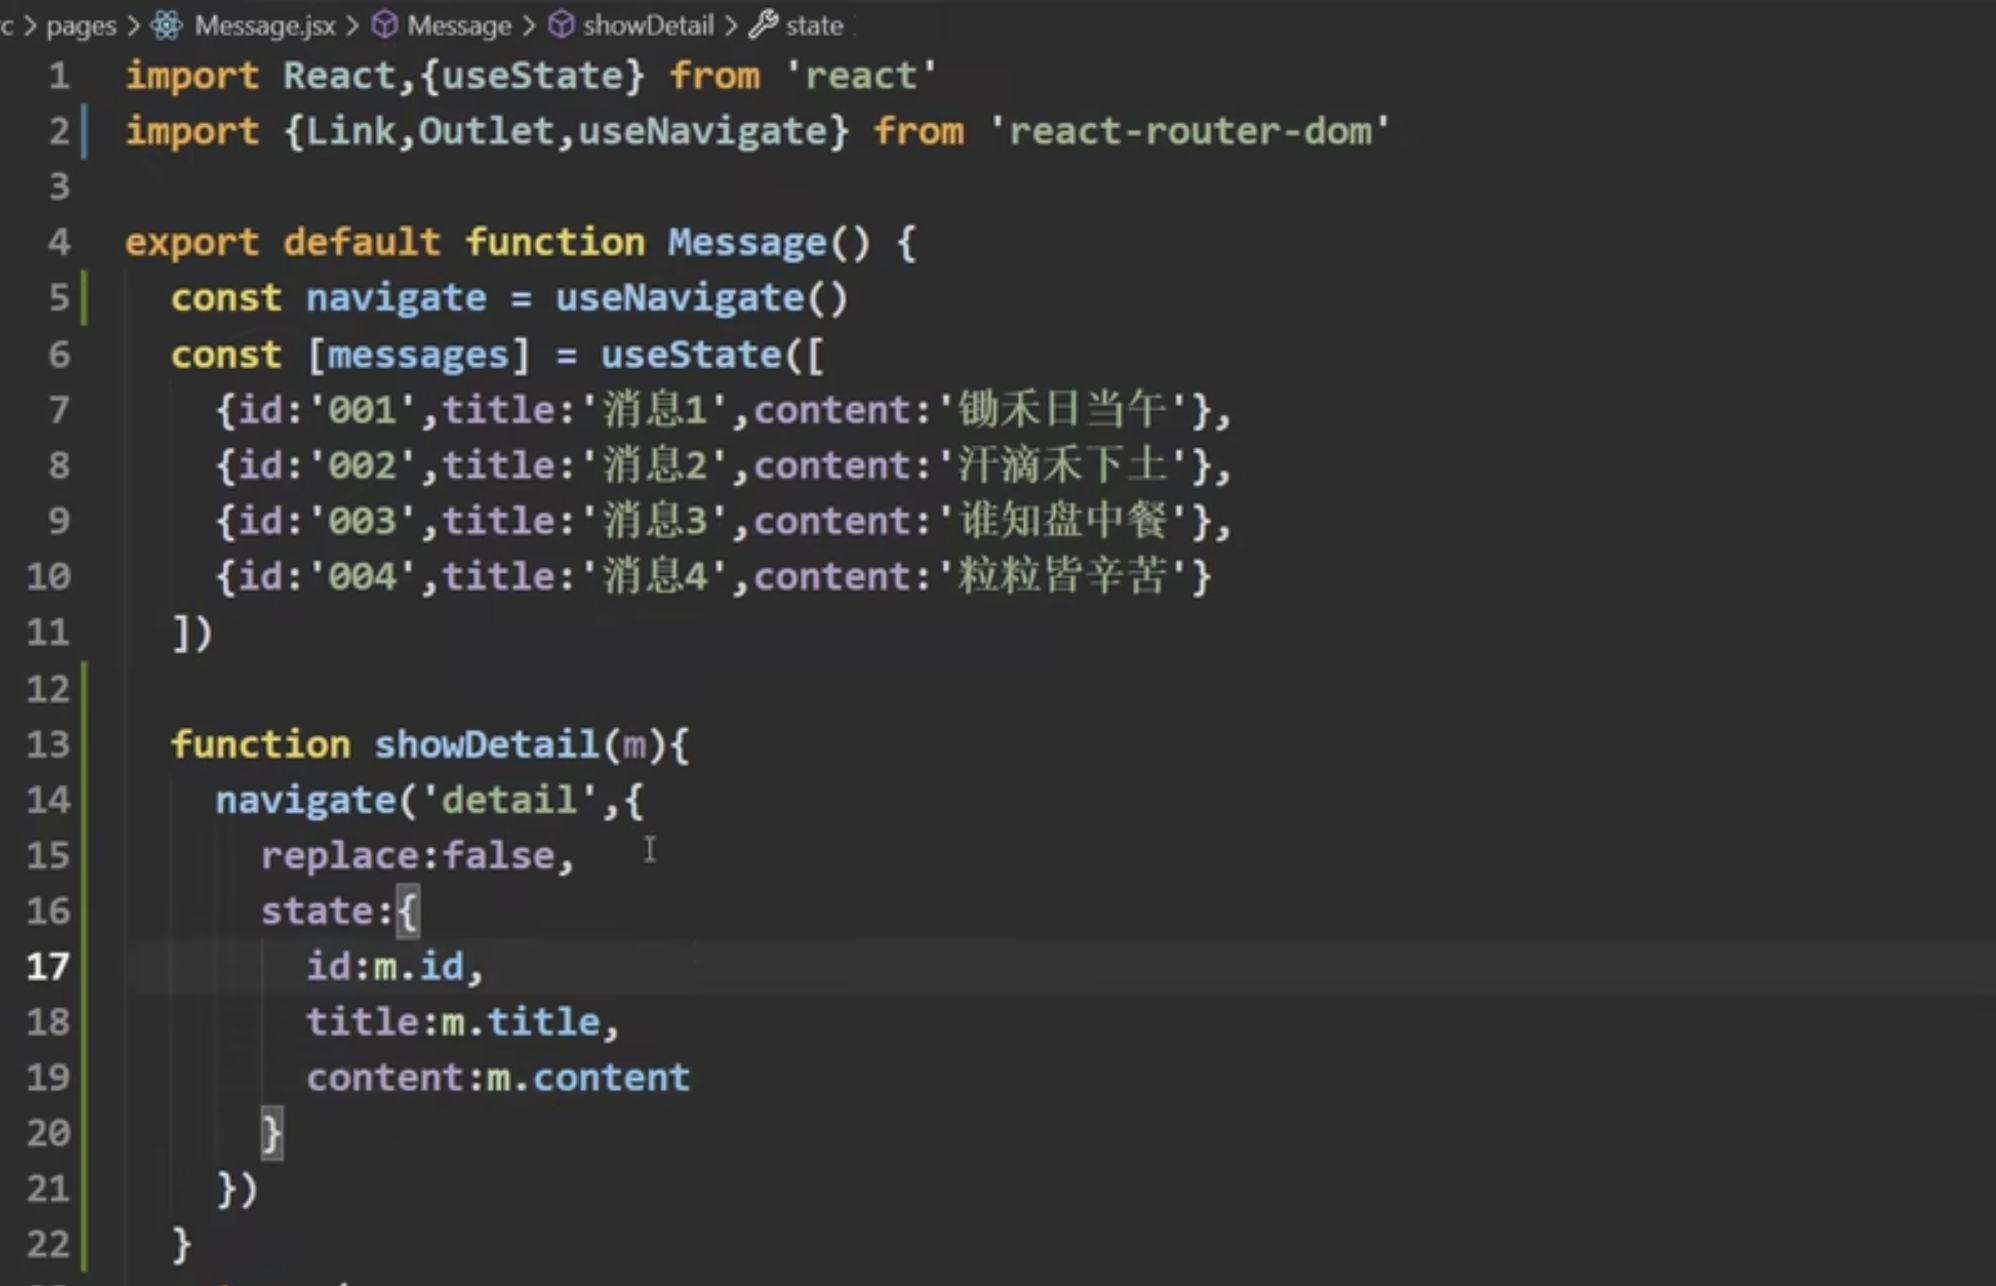 c > pages > Message.jsx > Message > showDetail > state
1 import React,{useState} from 'react'
2 import {Link,Outlet,useNavigate} from 'react-router-dom'
3
4 export default function Message() {
5 const navigate = useNavigate()
6 const [messages] = useState([
7 {id:'001',title:'消息1',content:'锄禾日当午'},
8 {id:'002',title:'消息2',content:'汗滴禾下土'},
9 {id:'003',title:'消息3',content:'谁知盘中餐'},
10 {id:'004',title:'消息4',content:'粒粒皆辛苦'}
11 ])
12
13 function showDetail(m){
14 navigate('detail',{
15 replace:false,
16 state:{
17 id:m.id,
18 title:m.title,
19 content:m.content
20 }
21 })
22 }